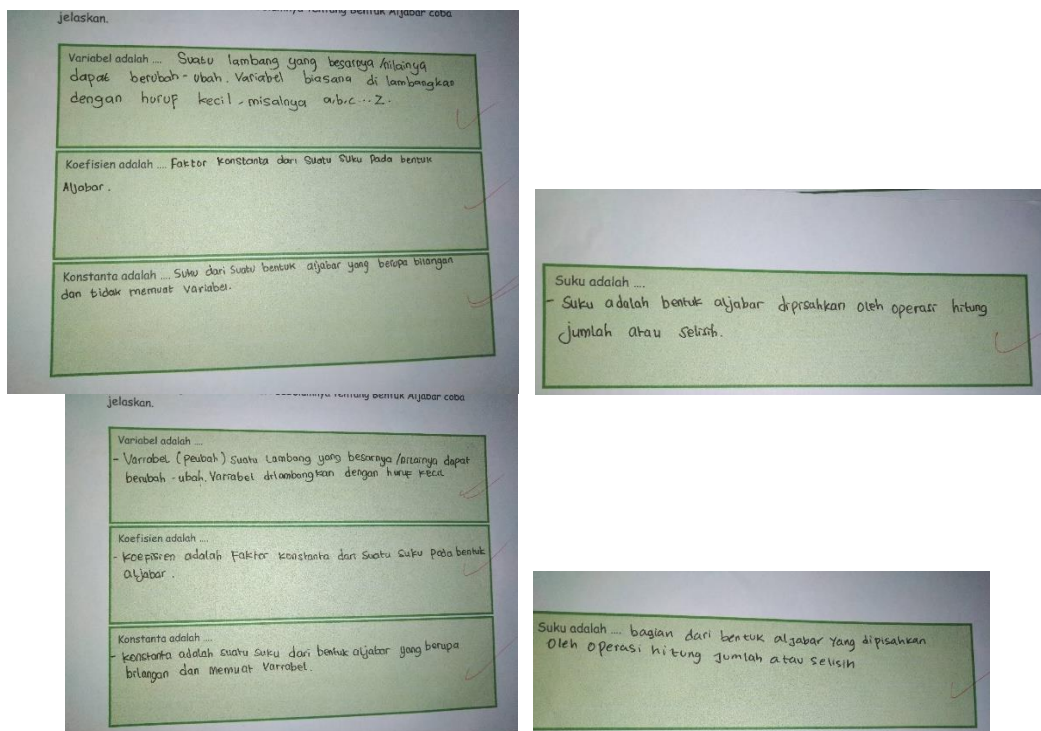 jelaskan.
Variabel adalah .... Suatu lambang yang besarnya /nilainya
dapat berubah - ubah. Variabel biasana di lambangkan
dengan huruf kecil - misalnya a,b,c ... z.
Koefisien adalah .... Faktor Konstanta dari Suatu Suku Pada bentuk
Aljabar.
Konstanta adalah .... Suku dari Suatu bentuk aljabar yang berupa bilangan
dan tidak memuat Variabel.
Suku adalah ....
- Suku adalah bentuk aljabar dipisahkan oleh operasi hitung
jumlah atau selisih.
Tentang Bentuk Aljabar coba
jelaskan.
Variabel adalah ....
- Variabel (Peubah) Suatu Lambang yang besarnya /nilainya dapat
berubah - ubah. Variabel dilambangkan dengan huruf kecil
Koefisien adalah ....
- Koepisien adalah Faktor konstanta dari Suatu Suku Pada bentuk
aljabar.
Konstanta adalah ....
- Konstanta adalah suatu suku dari bentuk aljabar yang berupa
bilangan dan memuat Variabel.
Suku adalah .... bagian dari bentuk aljabar Yang dipisahkan
oleh operasi hitung Jumlah atau selisih